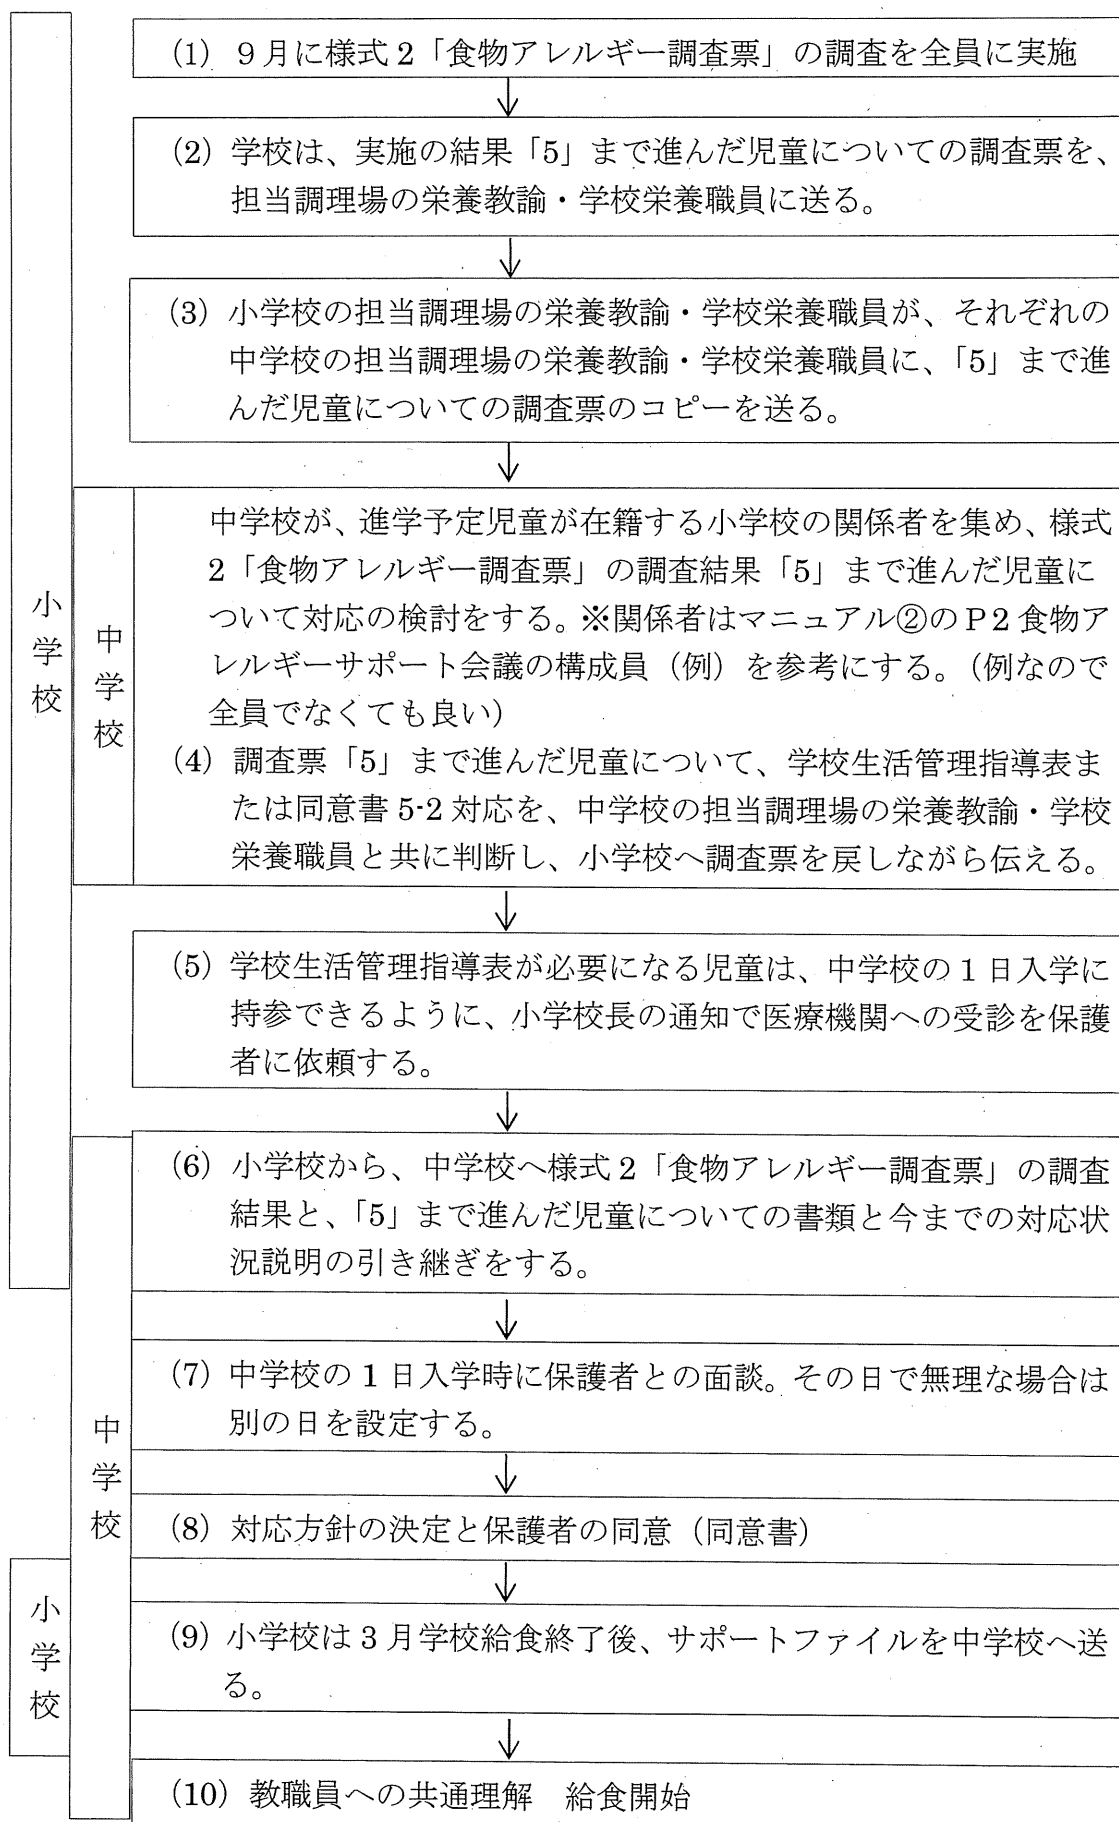 (1) 9月に様式2「食物アレルギー調査票」の調査を全員に実施
(2) 学校は、実施の結果「5」まで進んだ児童についての調査票を、
担当調理場の栄養教諭・学校栄養職員に送る。
(3) 小学校の担当調理場の栄養教諭・学校栄養職員が、それぞれの
中学校の担当調理場の栄養教諭・学校栄養職員に、「5」まで進
んだ児童についての調査票のコピーを送る。
小学校
中学校
中学校が、進学予定児童が在籍する小学校の関係者を集め、様式
2「食物アレルギー調査票」の調査結果「5」まで進んだ児童に
ついて対応の検討をする。※関係者はマニュアル②のP2食物ア
レルギーサポート会議の構成員（例）を参考にする。（例なので
全員でなくても良い）
(4) 調査票「5」まで進んだ児童について、学校生活管理指導表ま
たは同意書5-2対応を、中学校の担当調理場の栄養教諭・学校
栄養職員と共に判断し、小学校へ調査票を戻しながら伝える。
(5) 学校生活管理指導表が必要になる児童は、中学校の1日入学に
持参できるように、小学校長の通知で医療機関への受診を保護
者に依頼する。
(6) 小学校から、中学校へ様式2「食物アレルギー調査票」の調査
結果と、「5」まで進んだ児童についての書類と今までの対応状
況説明の引き継ぎをする。
(7) 中学校の1日入学時に保護者との面談。その日で無理な場合は
別の日を設定する。
中学校
(8) 対応方針の決定と保護者の同意（同意書）
小学校
(9) 小学校は3月学校給食終了後、サポートファイルを中学校へ送
る。
(10) 教職員への共通理解　給食開始